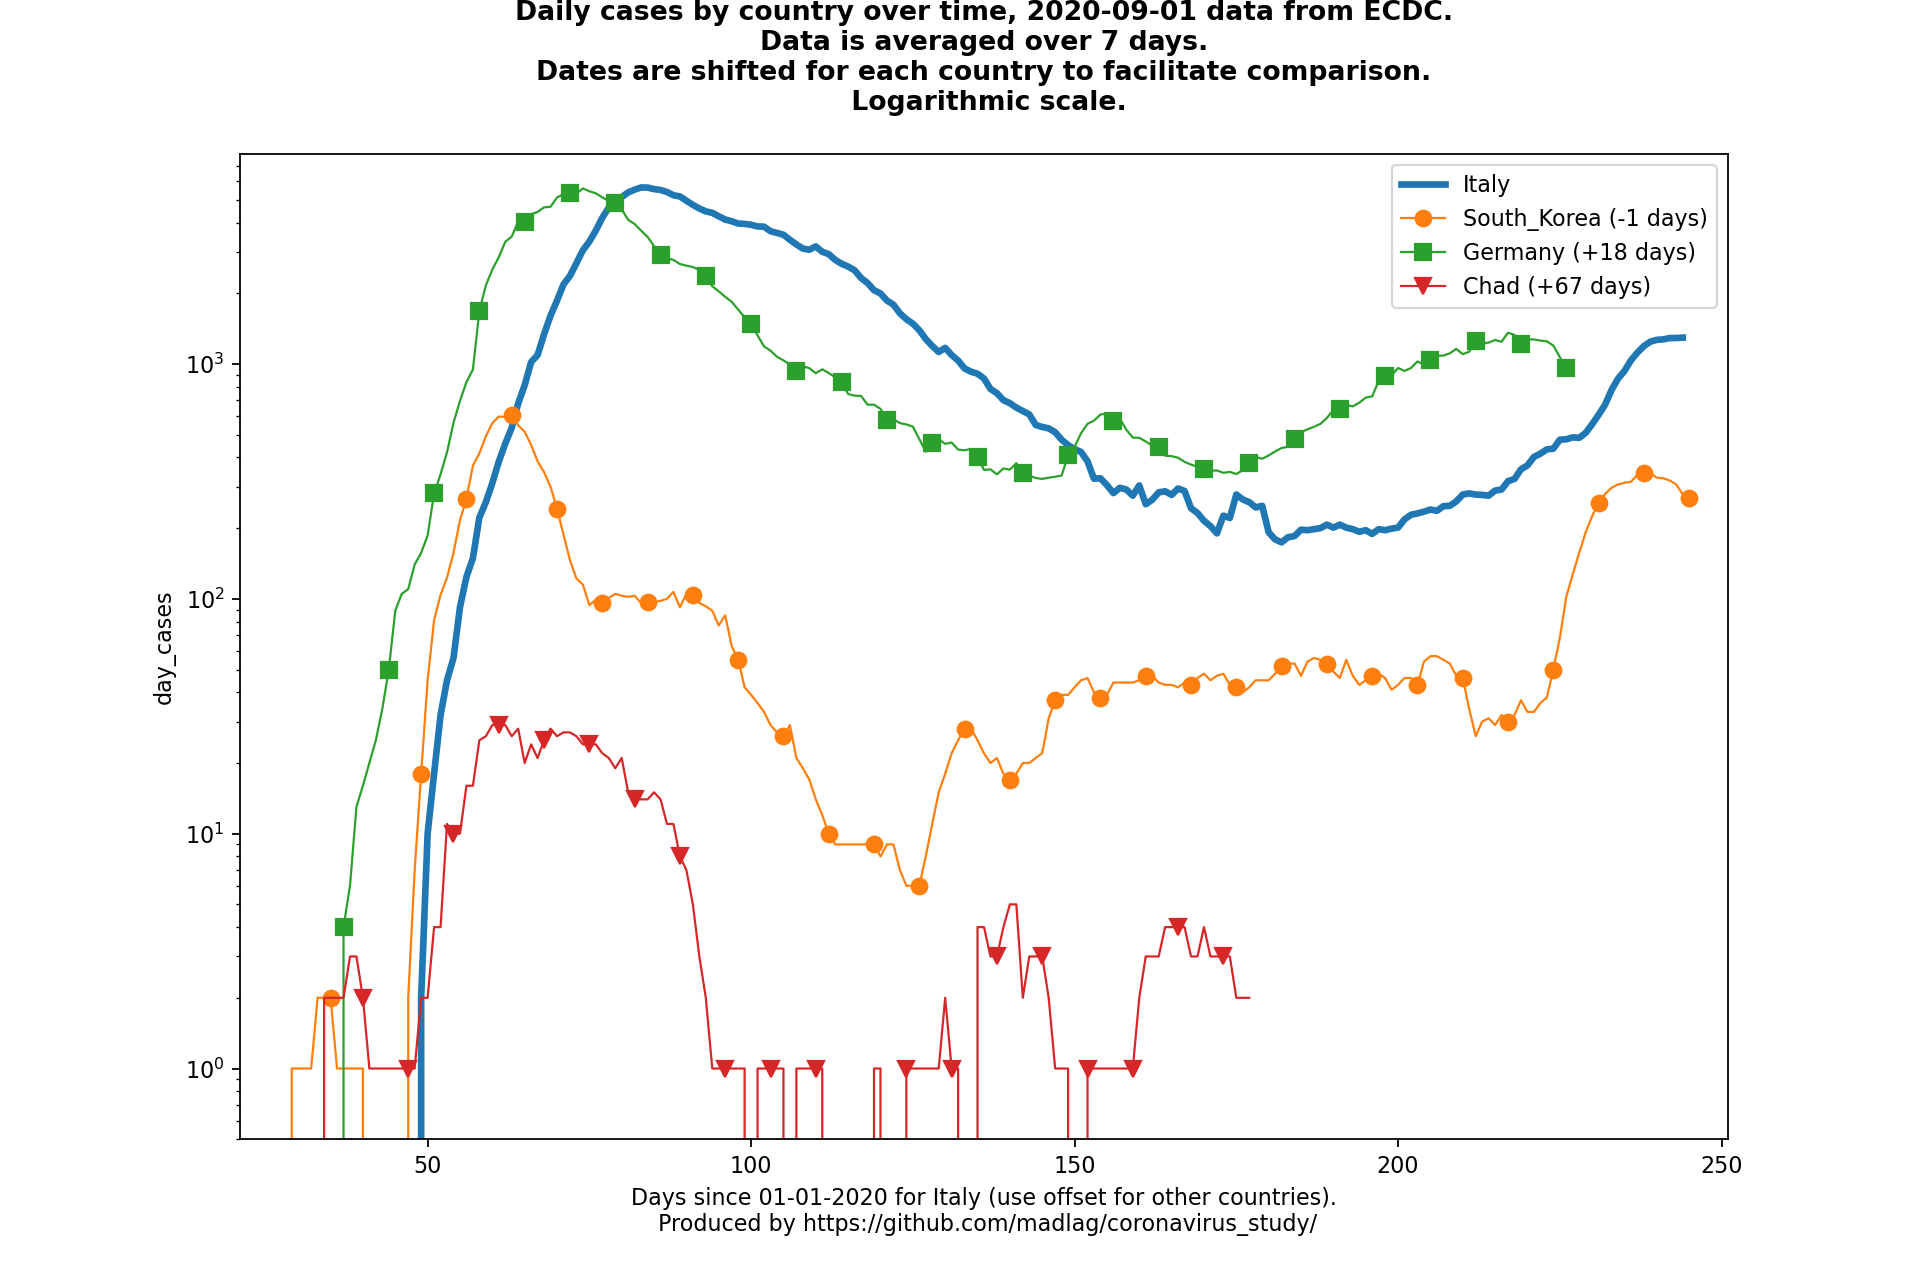 Daily cases by country over time, 2020-09-01 data from ECDC.
Data is averaged over 7 days.
Dates are shifted for each country to facilitate comparison.
Logarithmic scale.
Italy
South_Korea (-1 days)
Germany (+18 days)
Chad (+67 days)
day_cases
10³
10²
10¹
10⁰
50 100 150 200 250
Days since 01-01-2020 for Italy (use offset for other countries).
Produced by https://github.com/madlag/coronavirus_study/